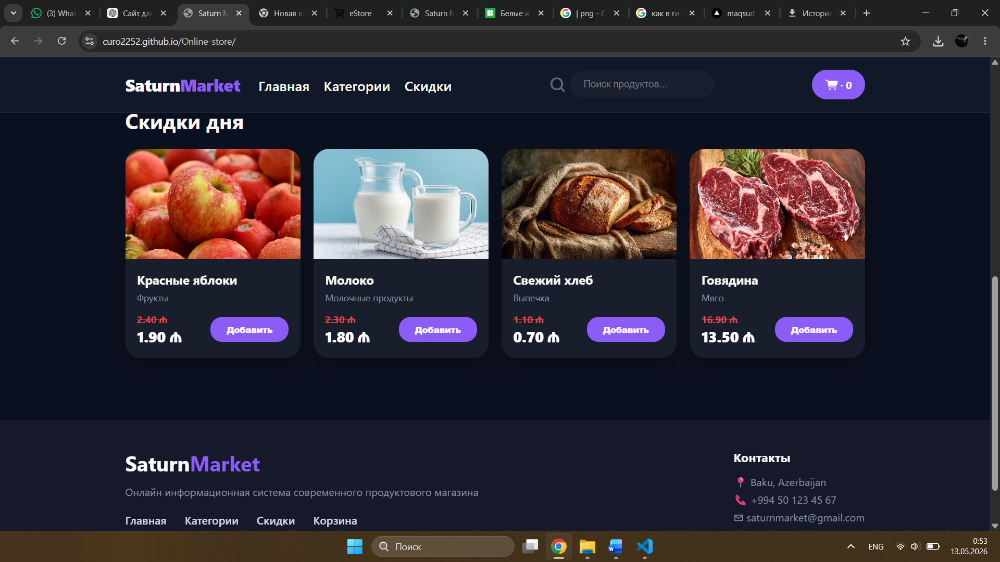 (3) What
Сайт дл
Saturn M
Новая в
eStore
Saturn M
Белые и
| png - П
как в ги
maqsud
История
curo2252.github.io/Online-store/
SaturnMarket
Главная
Категории
Скидки
Поиск продуктов...
· 0
Скидки дня
Красные яблоки
Фрукты
2.40 ₼
1.90 ₼
Добавить
Молоко
Молочные продукты
2.30 ₼
1.80 ₼
Добавить
Свежий хлеб
Выпечка
1.10 ₼
0.70 ₼
Добавить
Говядина
Мясо
16.90 ₼
13.50 ₼
Добавить
SaturnMarket
Онлайн информационная система современного продуктового магазина
Главная
Категории
Скидки
Корзина
Контакты
Baku, Azerbaijan
+994 50 123 45 67
saturnmarket@gmail.com
Поиск
ENG
0:53
13.05.2026